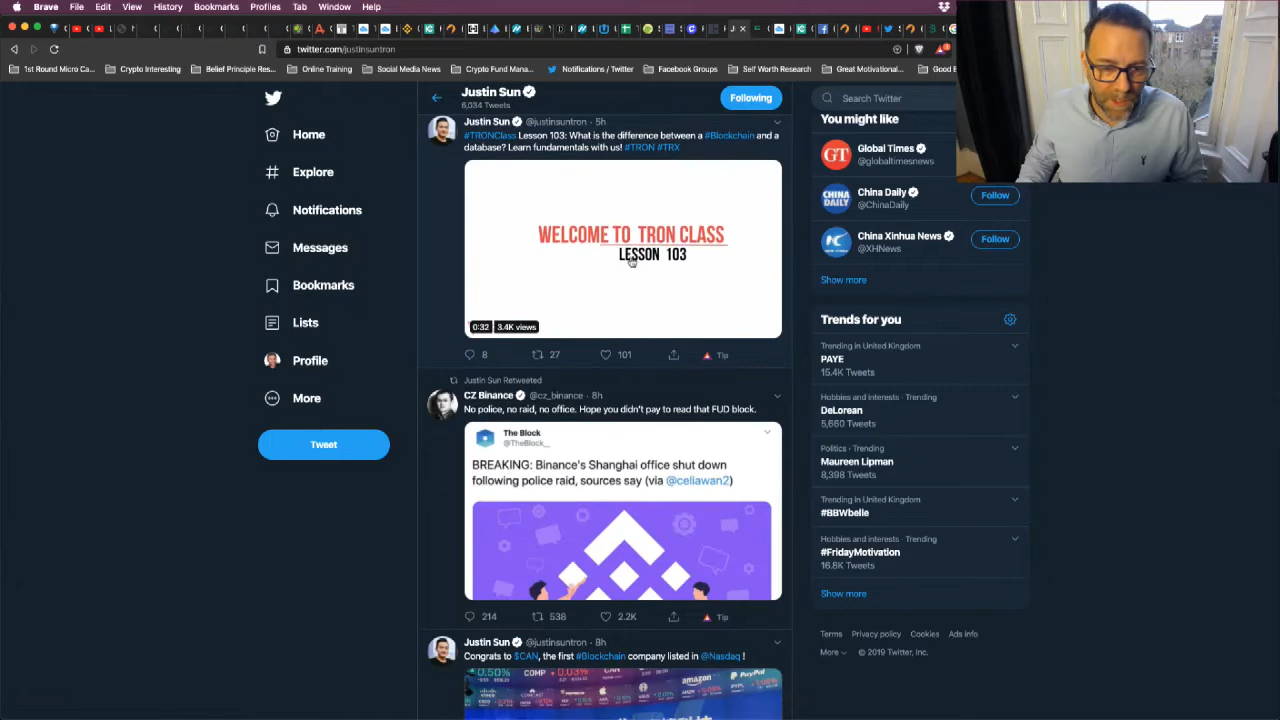 Brave File Edit View History Bookmarks Profiles Tab Window Help
twitter.com/justinsuntron
1st Round Micro Ca... Crypto Interesting Belief Principle Res... Online Training Social Media News Crypto Fund Mana... Notifications / Twitter Facebook Groups Self Worth Research Great Motivational...
Home
Explore
Notifications
Messages
Bookmarks
Lists
Profile
More
Tweet
Justin Sun
6,034 Tweets
Following
Justin Sun @justinsuntron · 5h
#TRONClass Lesson 103: What is the difference between a #Blockchain and a
database? Learn fundamentals with us! #TRON #TRX
WELCOME TO TRON CLASS
LESSON 103
0:32 3.4K views
8 27 101 Tip
Justin Sun Retweeted
CZ Binance @cz_binance · 8h
No police, no raid, no office. Hope you didn't pay to read that FUD block.
The Block
@TheBlock__
BREAKING: Binance's Shanghai office shut down
following police raid, sources say (via @celiawan2)
214 538 2.2K Tip
Justin Sun @justinsuntron · 8h
Congrats to $CAN, the first #Blockchain company listed in @Nasdaq !
0.50% COMP 0.03%
amazon
PayPal
Search Twitter
You might like
Global Times
@globaltimesnews
China Daily
@ChinaDaily
Follow
China Xinhua News
@XHNews
Follow
Show more
Trends for you
Trending in United Kingdom
PAYE
15.4K Tweets
Hobbies and interests · Trending
DeLorean
5,660 Tweets
Politics · Trending
Maureen Lipman
8,398 Tweets
Trending in United Kingdom
#BBWbelle
Hobbies and interests · Trending
#FridayMotivation
16.8K Tweets
Show more
Terms Privacy policy Cookies Ads info
More © 2019 Twitter, Inc.